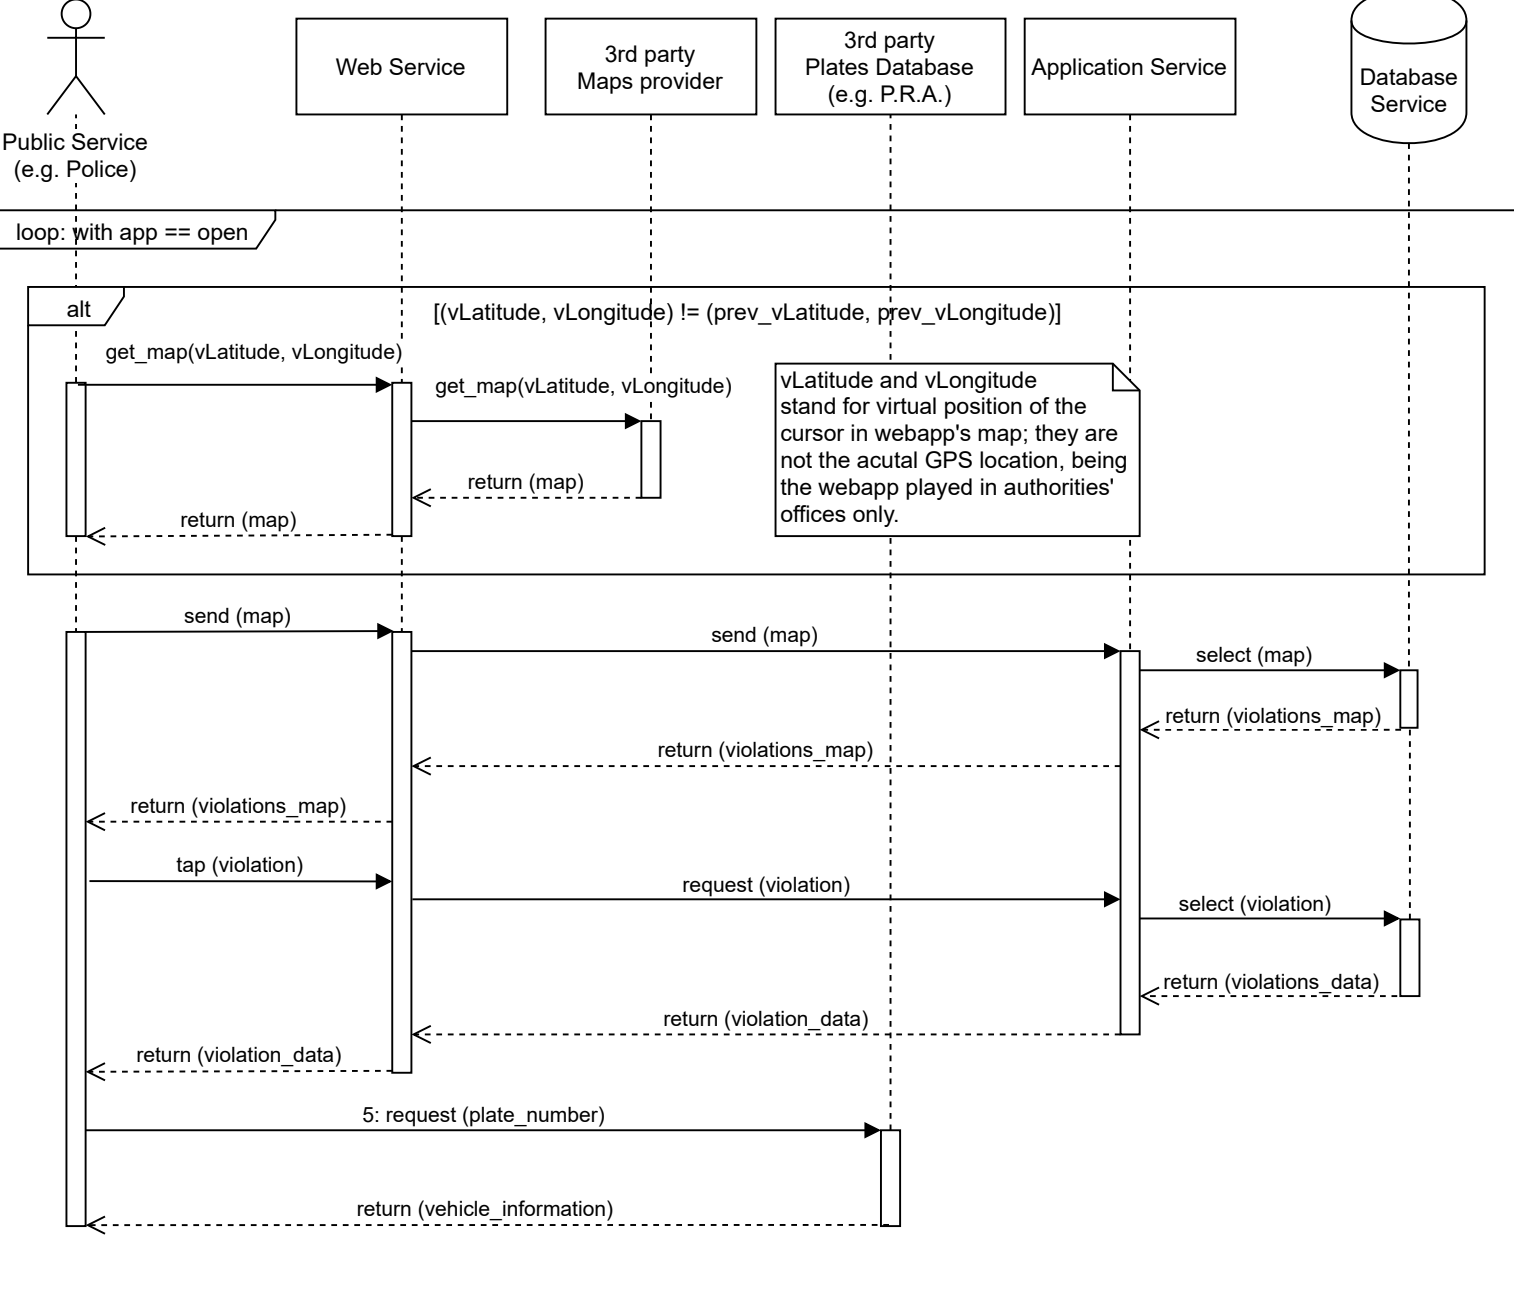 Public Service
(e.g. Police)
Web Service
3rd party
Maps provider
3rd party
Plates Database
(e.g. P.R.A.)
Application Service
Database
Service
loop: with app == open
alt
[(vLatitude, vLongitude) != (prev_vLatitude, prev_vLongitude)]
get_map(vLatitude, vLongitude)
get_map(vLatitude, vLongitude)
vLatitude and vLongitude
stand for virtual position of the
cursor in webapp's map; they are
not the acutal GPS location, being
the webapp played in authorities'
offices only.
return (map)
return (map)
send (map)
send (map)
select (map)
return (violations_map)
return (violations_map)
return (violations_map)
tap (violation)
request (violation)
select (violation)
return (violations_data)
return (violation_data)
return (violation_data)
5: request (plate_number)
return (vehicle_information)